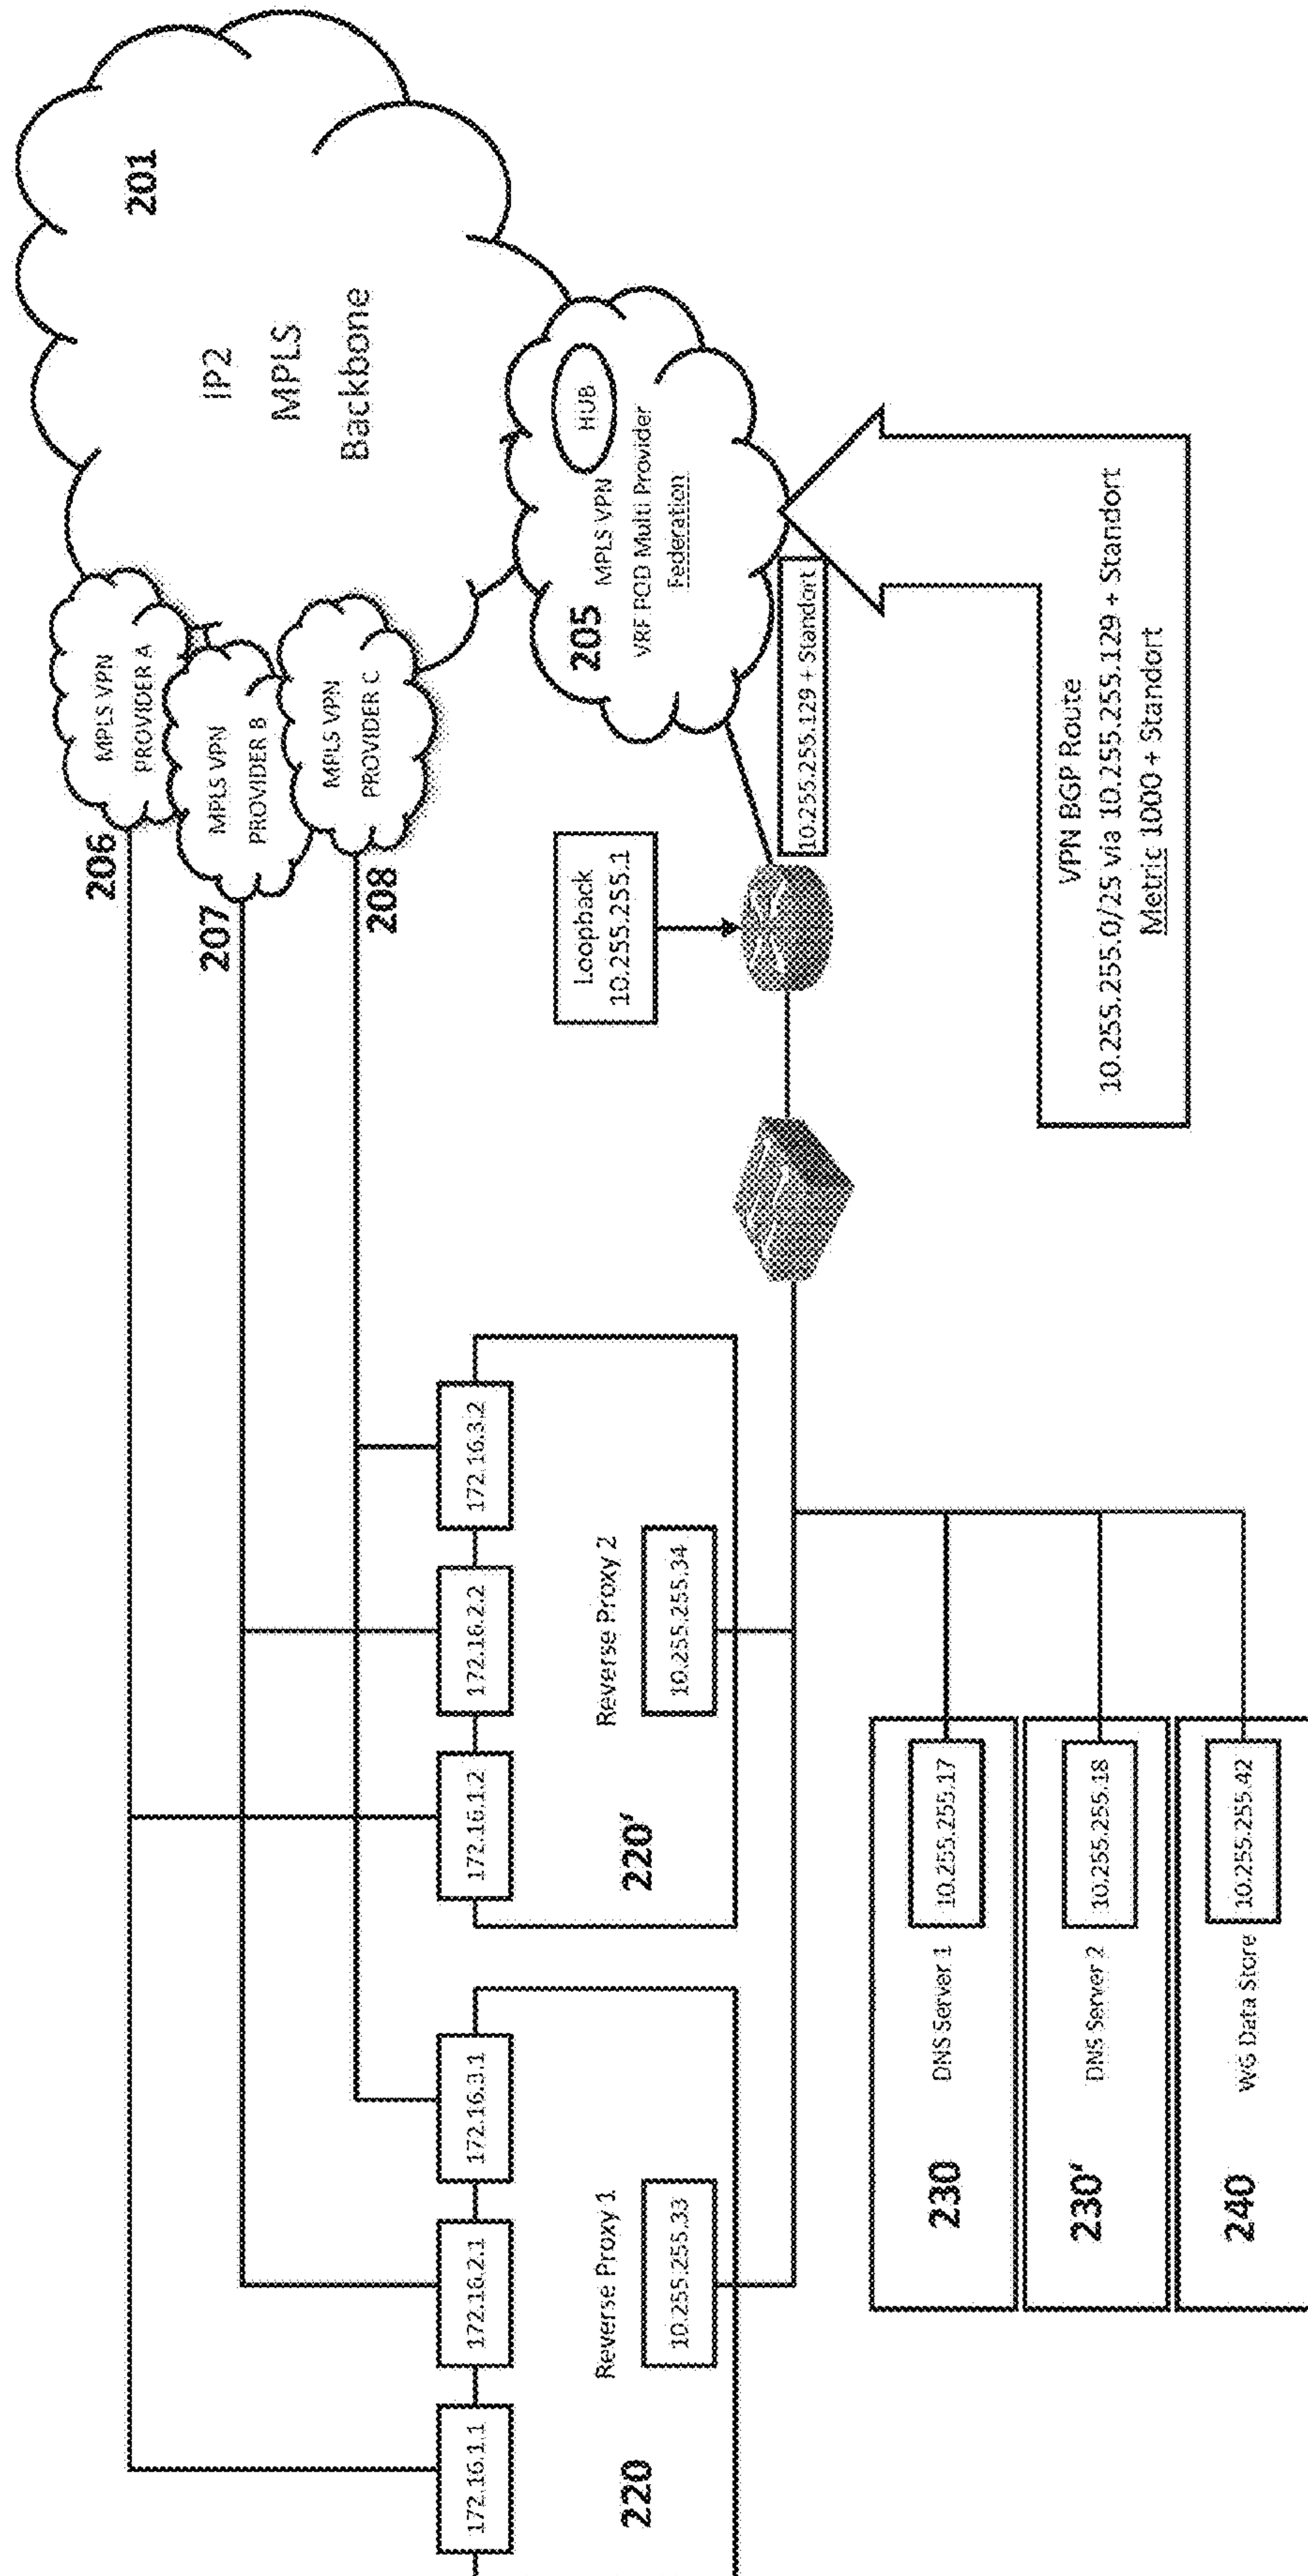 201
IP2
MPLS
Backbone
MPLS VPN
PROVIDER A
206
MPLS VPN
PROVIDER B
207
MPLS VPN
PROVIDER C
208
HUB
MPLS VPN
VRF POD Multi Provider
Federation
205
10.255.255.129 + Standort
Loopback
10.255.255.1
VPN BGP Route
10.255.255.0/25 via 10.255.255.129 + Standort
Metric 1000 + Standort
172.16.1.1
172.16.2.1
172.16.3.1
Reverse Proxy 1
10.255.255.33
220
172.16.1.2
172.16.2.2
172.16.3.2
Reverse Proxy 2
10.255.255.34
220'
230
DNS Server 1
10.255.255.17
230'
DNS Server 2
10.255.255.18
240
WG Data Store
10.255.255.42